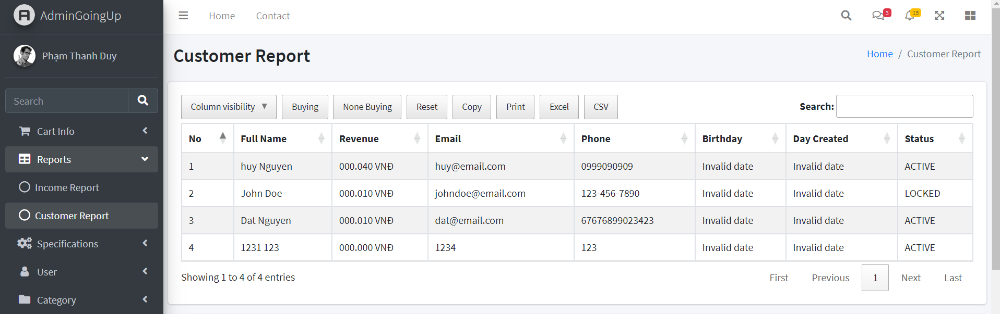 AdminGoingUp
Home Contact
3 15
Phạm Thanh Duy
Customer Report
Home / Customer Report
Search
Cart Info
Reports
Income Report
Customer Report
Specifications
User
Category
Column visibility ▼ Buying None Buying Reset Copy Print Excel CSV
Search:
No Full Name Revenue Email Phone Birthday Day Created Status
1 huy Nguyen 000.040 VNĐ huy@email.com 0999090909 Invalid date Invalid date ACTIVE
2 John Doe 000.010 VNĐ johndoe@email.com 123-456-7890 Invalid date Invalid date LOCKED
3 Dat Nguyen 000.010 VNĐ dat@email.com 67676899023423 Invalid date Invalid date ACTIVE
4 1231 123 000.000 VNĐ 1234 123 Invalid date Invalid date ACTIVE
Showing 1 to 4 of 4 entries
First Previous 1 Next Last